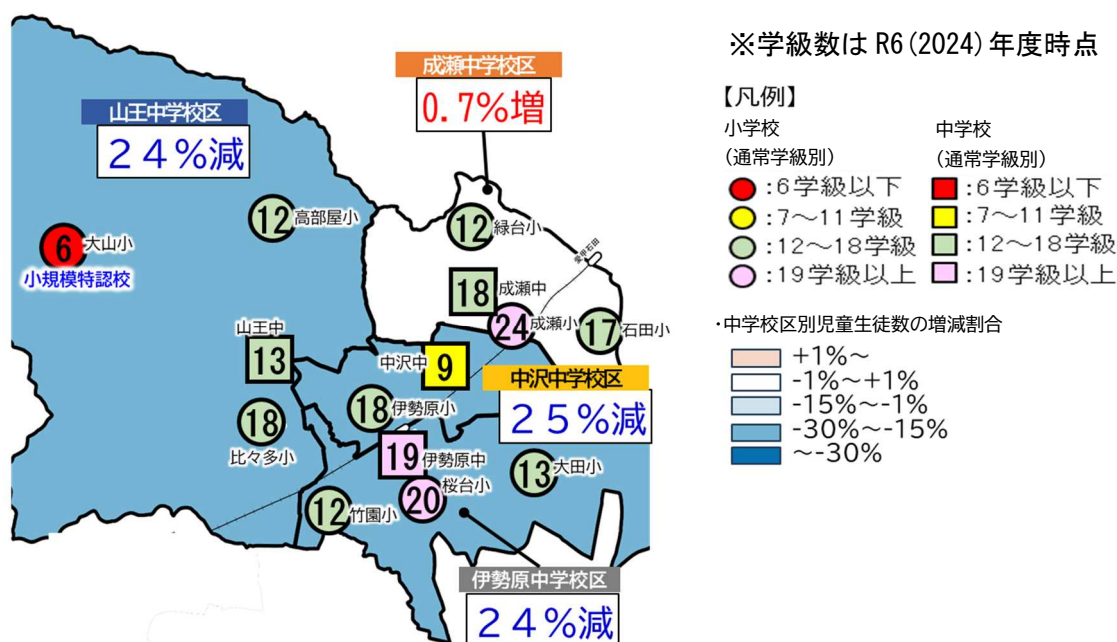 ※学級数は R6(2024)年度時点
成瀬中学校区
0.7%増
山王中学校区
24%減
【凡例】
小学校
(通常学級別)
中学校
(通常学級別)
:6学級以下
:7～11学級
:12～18学級
:19学級以上
:6学級以下
:7～11学級
:12～18学級
:19学級以上
・中学校区別児童生徒数の増減割合
+1%～
-1%～+1%
-15%～-1%
-30%～-15%
～-30%
12
高部屋小
12
緑台小
6
大山小
小規模特認校
愛甲石田
18
成瀬中
24
成瀬小
17
石田小
山王中
13
中沢中
9
中沢中学校区
25%減
18
伊勢原小
18
比々多小
19
伊勢原中
13
大田小
20
桜台小
12
竹園小
伊勢原中学校区
24%減